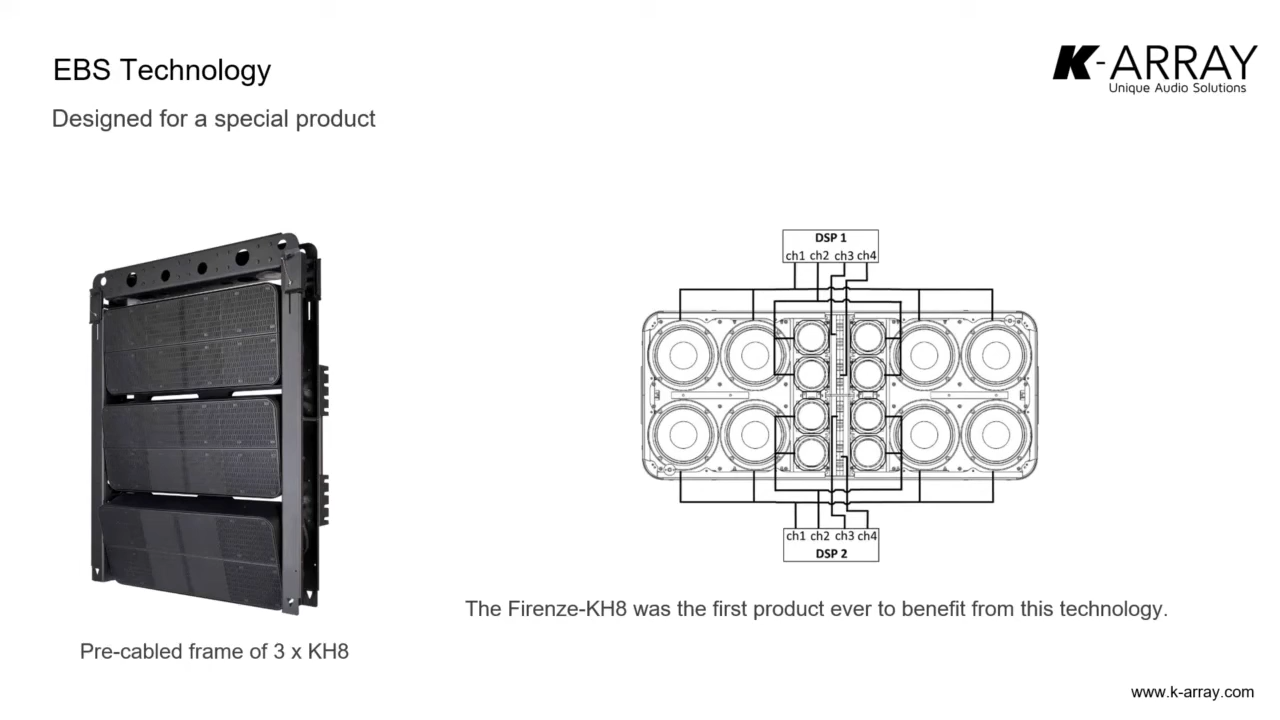 EBS Technology
Designed for a special product
K-ARRAY
Unique Audio Solutions
DSP 1
ch1 ch2 ch3 ch4
ch1 ch2 ch3 ch4
DSP 2
The Firenze-KH8 was the first product ever to benefit from this technology.
Pre-cabled frame of 3 x KH8
www.k-array.com